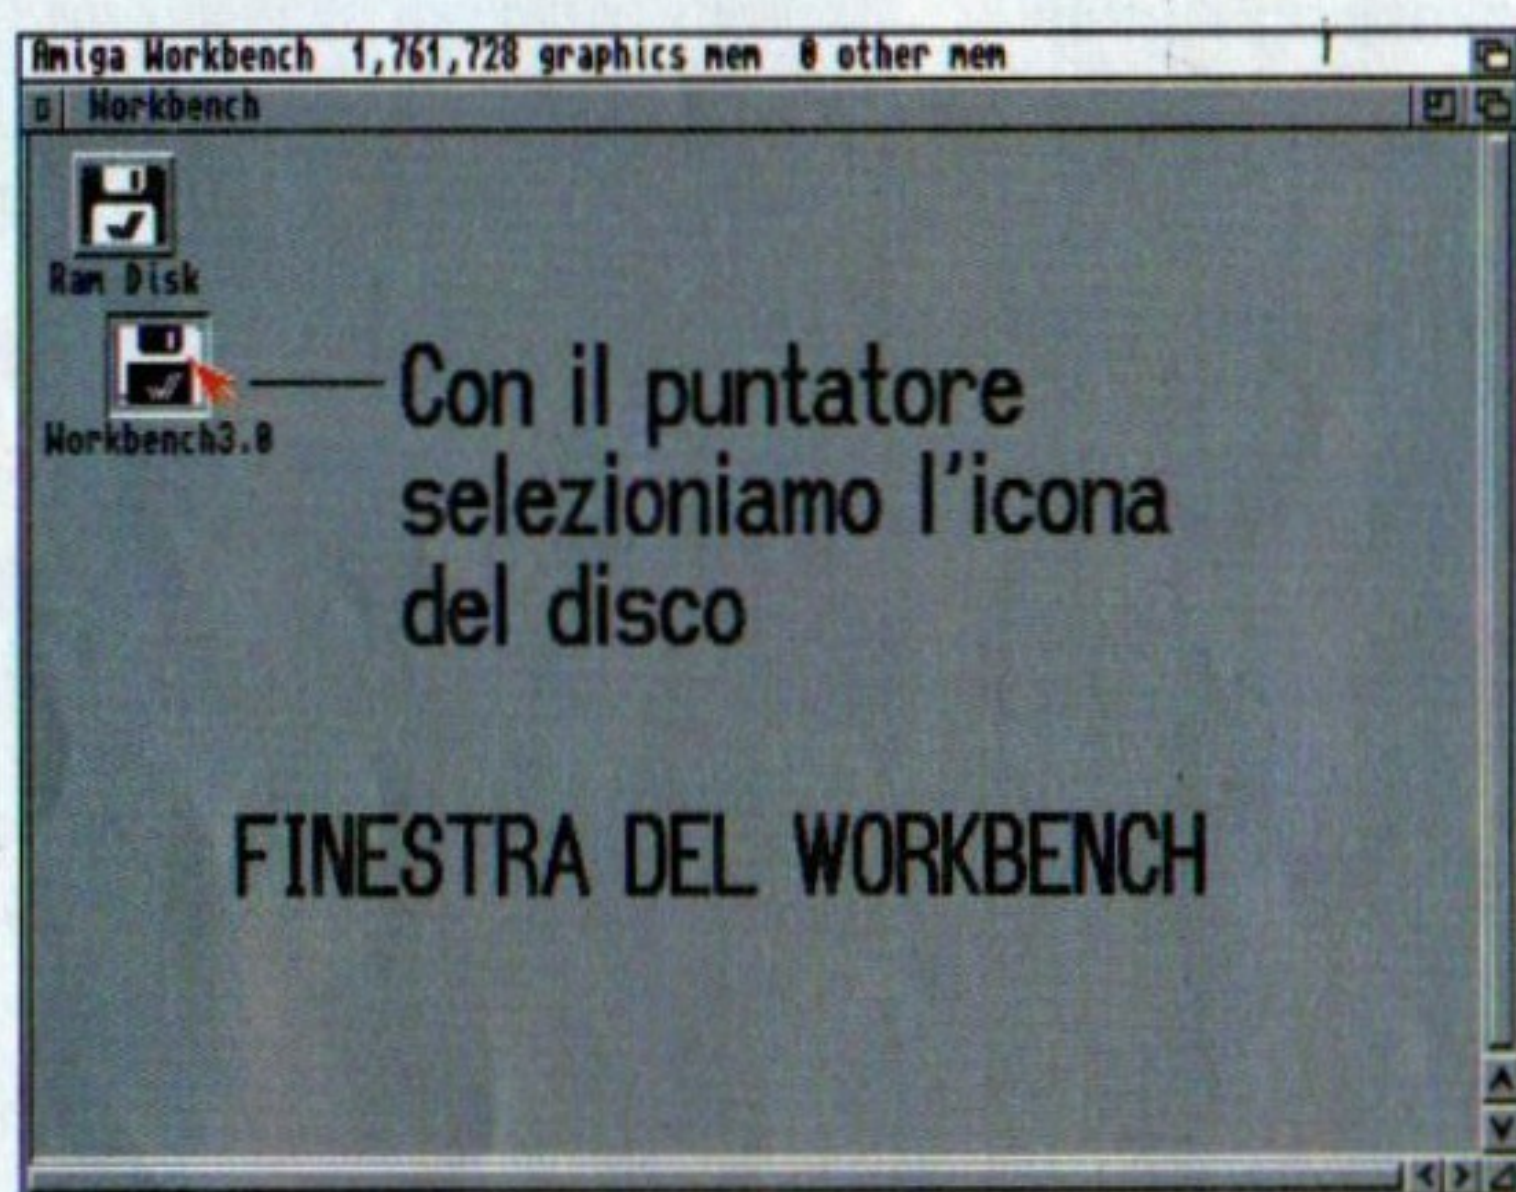 Amiga Workbench 1,761,728 graphics mem 0 other mem
Workbench
Ram Disk
Workbench3.0
Con il puntatore
selezioniamo l'icona
del disco
FINESTRA DEL WORKBENCH